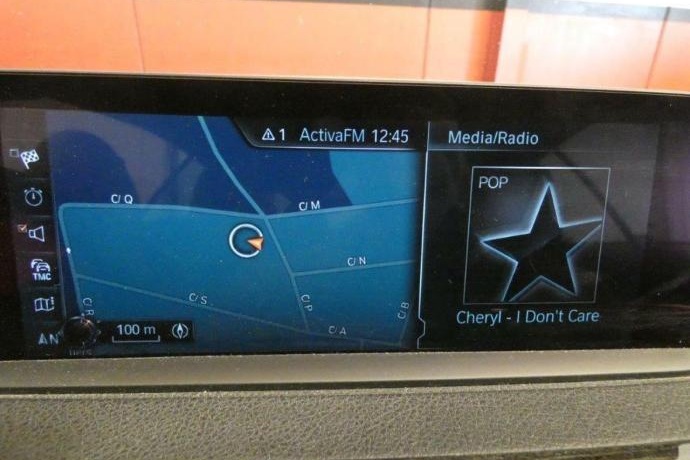 1 ActivaFM 12:45
Media/Radio
POP
C/ Q
C/ M
C/ N
TMC
C/ S
C/ R
C/ P
C/ B
100 m
C/ A
N
Cheryl - I Don't Care